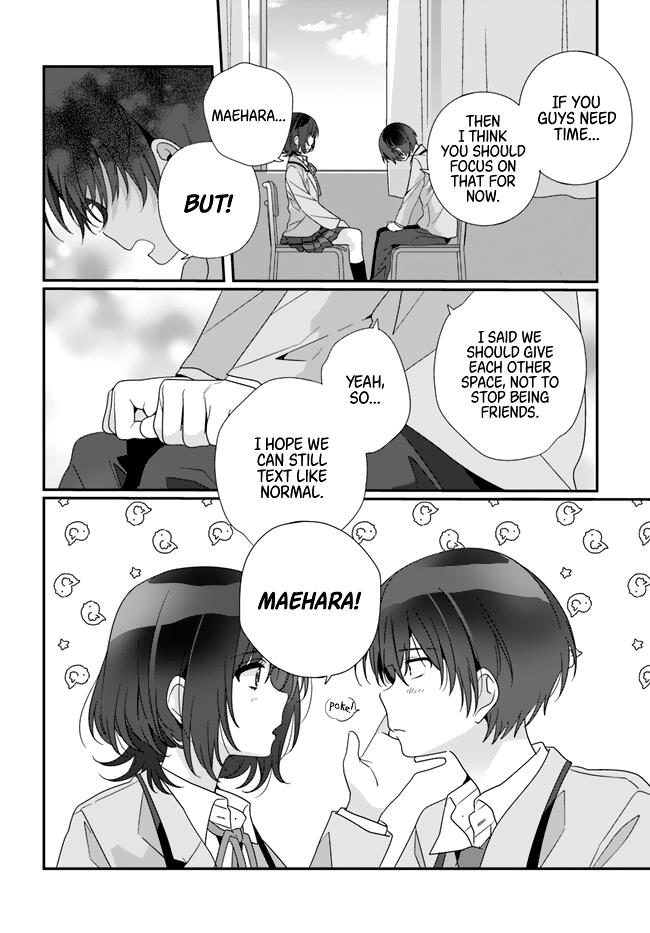 IF YOU
GUYS NEED
TIME...
THEN
I THINK
YOU SHOULD
FOCUS ON
THAT FOR
NOW.
MAEHARA...
BUT!
I SAID WE
SHOULD GIVE
EACH OTHER
SPACE, NOT TO
STOP BEING
FRIENDS.
YEAH,
SO...
I HOPE WE
CAN STILL
TEXT LIKE
NORMAL.
MAEHARA!
poke!